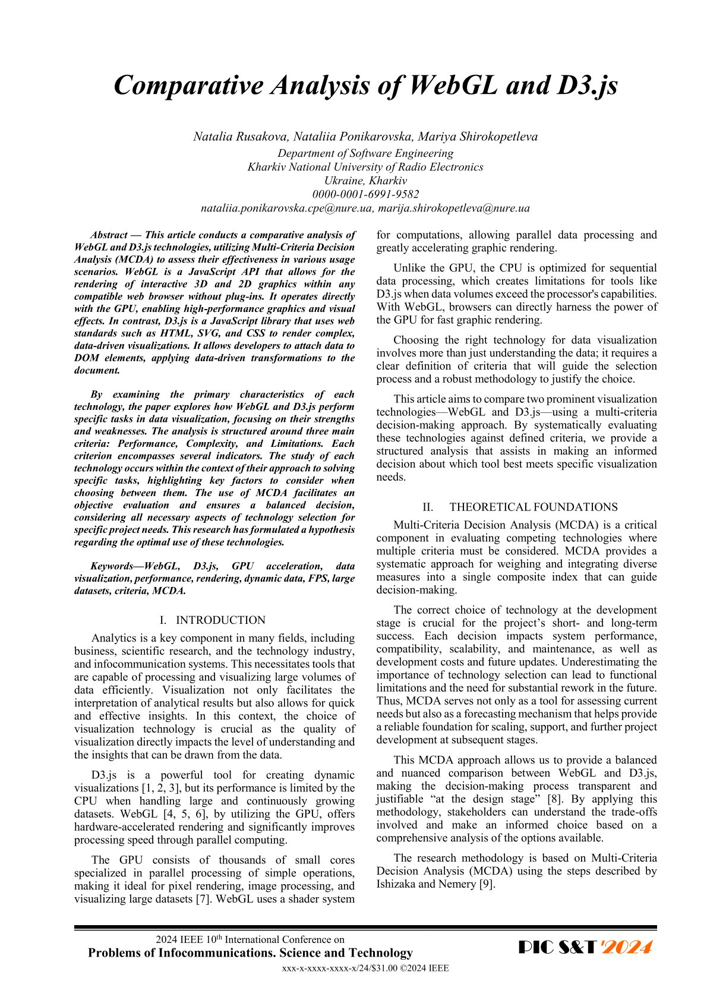 Comparative Analysis of WebGL and D3.js
Natalia Rusakova, Nataliia Ponikarovska, Mariya Shirokopetleva
Department of Software Engineering
Kharkiv National University of Radio Electronics
Ukraine, Kharkiv
0000-0001-6991-9582
nataliia.ponikarovska.cpe@nure.ua, marija.shirokopetleva@nure.ua
Abstract — This article conducts a comparative analysis of
WebGL and D3.js technologies, utilizing Multi-Criteria Decision
Analysis (MCDA) to assess their effectiveness in various usage
scenarios. WebGL is a JavaScript API that allows for the
rendering of interactive 3D and 2D graphics within any
compatible web browser without plug-ins. It operates directly
with the GPU, enabling high-performance graphics and visual
effects. In contrast, D3.js is a JavaScript library that uses web
standards such as HTML, SVG, and CSS to render complex,
data-driven visualizations. It allows developers to attach data to
DOM elements, applying data-driven transformations to the
document.
By examining the primary characteristics of each
technology, the paper explores how WebGL and D3.js perform
specific tasks in data visualization, focusing on their strengths
and weaknesses. The analysis is structured around three main
criteria: Performance, Complexity, and Limitations. Each
criterion encompasses several indicators. The study of each
technology occurs within the context of their approach to solving
specific tasks, highlighting key factors to consider when
choosing between them. The use of MCDA facilitates an
objective evaluation and ensures a balanced decision,
considering all necessary aspects of technology selection for
specific project needs. This research has formulated a hypothesis
regarding the optimal use of these technologies.
Keywords—WebGL, D3.js, GPU acceleration, data
visualization, performance, rendering, dynamic data, FPS, large
datasets, criteria, MCDA.
I. INTRODUCTION
Analytics is a key component in many fields, including
business, scientific research, and the technology industry,
and infocommunication systems. This necessitates tools that
are capable of processing and visualizing large volumes of
data efficiently. Visualization not only facilitates the
interpretation of analytical results but also allows for quick
and effective insights. In this context, the choice of
visualization technology is crucial as the quality of
visualization directly impacts the level of understanding and
the insights that can be drawn from the data.
D3.js is a powerful tool for creating dynamic
visualizations [1, 2, 3], but its performance is limited by the
CPU when handling large and continuously growing
datasets. WebGL [4, 5, 6], by utilizing the GPU, offers
hardware-accelerated rendering and significantly improves
processing speed through parallel computing.
The GPU consists of thousands of small cores
specialized in parallel processing of simple operations,
making it ideal for pixel rendering, image processing, and
visualizing large datasets [7]. WebGL uses a shader system
for computations, allowing parallel data processing and
greatly accelerating graphic rendering.
Unlike the GPU, the CPU is optimized for sequential
data processing, which creates limitations for tools like
D3.js when data volumes exceed the processor's capabilities.
With WebGL, browsers can directly harness the power of
the GPU for fast graphic rendering.
Choosing the right technology for data visualization
involves more than just understanding the data; it requires a
clear definition of criteria that will guide the selection
process and a robust methodology to justify the choice.
This article aims to compare two prominent visualization
technologies—WebGL and D3.js—using a multi-criteria
decision-making approach. By systematically evaluating
these technologies against defined criteria, we provide a
structured analysis that assists in making an informed
decision about which tool best meets specific visualization
needs.
II. THEORETICAL FOUNDATIONS
Multi-Criteria Decision Analysis (MCDA) is a critical
component in evaluating competing technologies where
multiple criteria must be considered. MCDA provides a
systematic approach for weighing and integrating diverse
measures into a single composite index that can guide
decision-making.
The correct choice of technology at the development
stage is crucial for the project’s short- and long-term
success. Each decision impacts system performance,
compatibility, scalability, and maintenance, as well as
development costs and future updates. Underestimating the
importance of technology selection can lead to functional
limitations and the need for substantial rework in the future.
Thus, MCDA serves not only as a tool for assessing current
needs but also as a forecasting mechanism that helps provide
a reliable foundation for scaling, support, and further project
development at subsequent stages.
This MCDA approach allows us to provide a balanced
and nuanced comparison between WebGL and D3.js,
making the decision-making process transparent and
justifiable “at the design stage” [8]. By applying this
methodology, stakeholders can understand the trade-offs
involved and make an informed choice based on a
comprehensive analysis of the options available.
The research methodology is based on Multi-Criteria
Decision Analysis (MCDA) using the steps described by
Ishizaka and Nemery [9].
2024 IEEE 10th International Conference on
Problems of Infocommunications. Science and Technology
PIC S&T '2024
xxx-x-xxxx-xxxx-x/24/$31.00 ©2024 IEEE